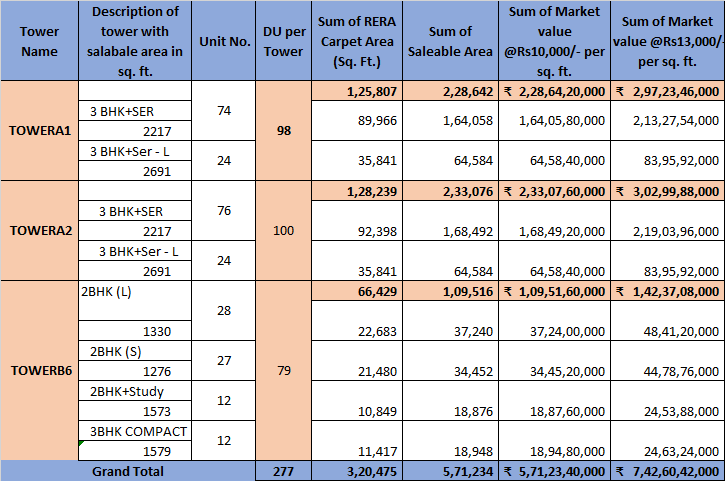 Tower Name | Description of tower with salabale area in sq. ft. | Unit No. | DU per Tower | Sum of RERA Carpet Area (Sq. Ft.) | Sum of Saleable Area | Sum of Market value @Rs10,000/- per sq. ft. | Sum of Market value @Rs13,000/- per sq. ft.
TOWERA1 | 74 | 98 | 1,25,807 | 2,28,642 | ₹ 2,28,64,20,000 | ₹ 2,97,23,46,000
3 BHK+SER | 89,966 | 1,64,058 | 1,64,05,80,000 | 2,13,27,54,000
2217
3 BHK+Ser - L | 24 | 35,841 | 64,584 | 64,58,40,000 | 83,95,92,000
2691
TOWERA2 | 76 | 100 | 1,28,239 | 2,33,076 | ₹ 2,33,07,60,000 | ₹ 3,02,99,88,000
3 BHK+SER | 92,398 | 1,68,492 | 1,68,49,20,000 | 2,19,03,96,000
2217
3 BHK+Ser - L | 24 | 35,841 | 64,584 | 64,58,40,000 | 83,95,92,000
2691
TOWERB6 | 2BHK (L) | 28 | 79 | 66,429 | 1,09,516 | ₹ 1,09,51,60,000 | ₹ 1,42,37,08,000
1330 | 22,683 | 37,240 | 37,24,00,000 | 48,41,20,000
2BHK (S) | 27 | 21,480 | 34,452 | 34,45,20,000 | 44,78,76,000
1276
2BHK+Study | 12 | 10,849 | 18,876 | 18,87,60,000 | 24,53,88,000
1573
3BHK COMPACT | 12 | 11,417 | 18,948 | 18,94,80,000 | 24,63,24,000
1579
Grand Total | 277 | 3,20,475 | 5,71,234 | ₹ 5,71,23,40,000 | ₹ 7,42,60,42,000